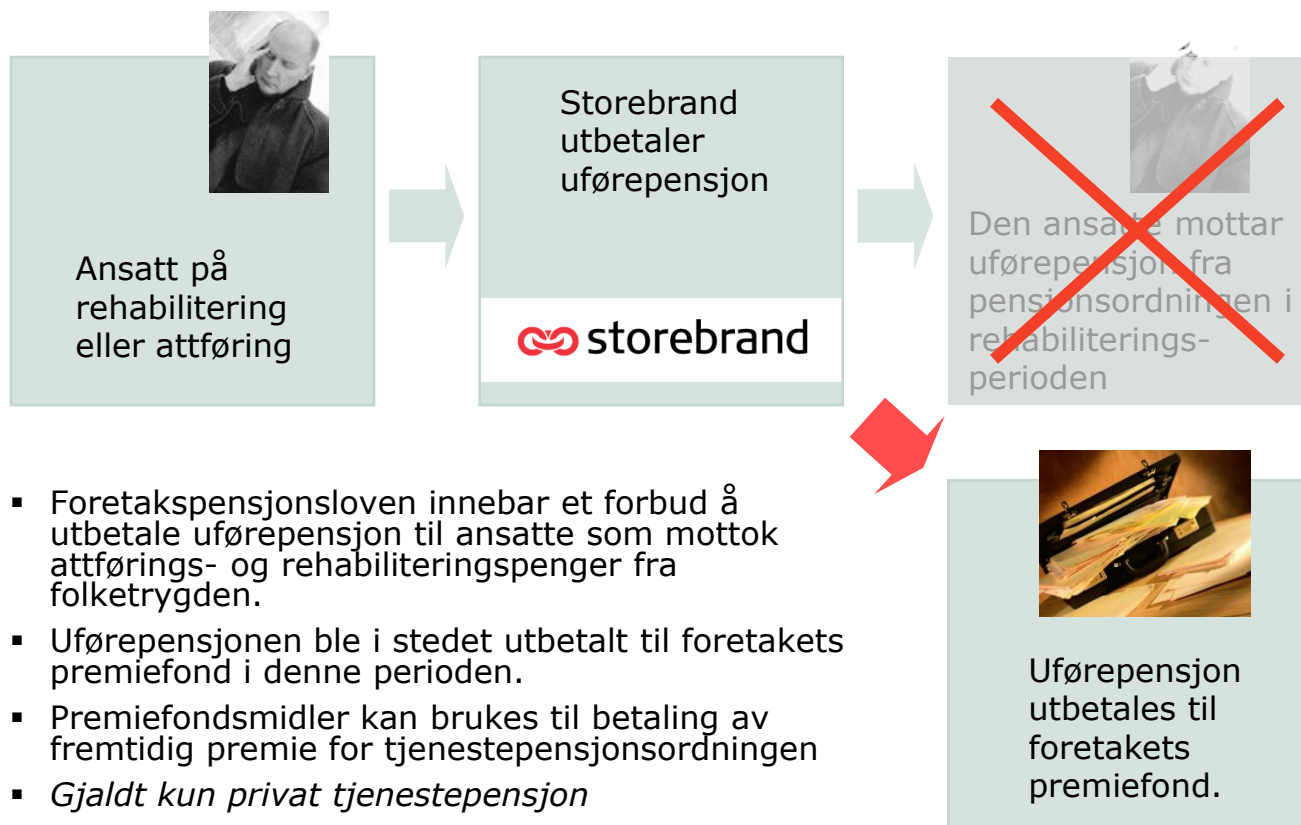 Ansatt på
rehabilitering
eller attføring
Storebrand
utbetaler
uførepensjon
storebrand
Den ansatte mottar
uførepensjon fra
pensjonsordningen i
rehabiliterings-
perioden
▪ Foretakspensjonsloven innebar et forbud å
utbetale uførepensjon til ansatte som mottok
attførings- og rehabiliteringspenger fra
folketrygden.
▪ Uførepensjonen ble i stedet utbetalt til foretakets
premiefond i denne perioden.
▪ Premiefondsmidler kan brukes til betaling av
fremtidig premie for tjenestepensjonsordningen
▪ Gjaldt kun privat tjenestepensjon
Uførepensjon
utbetales til
foretakets
premiefond.